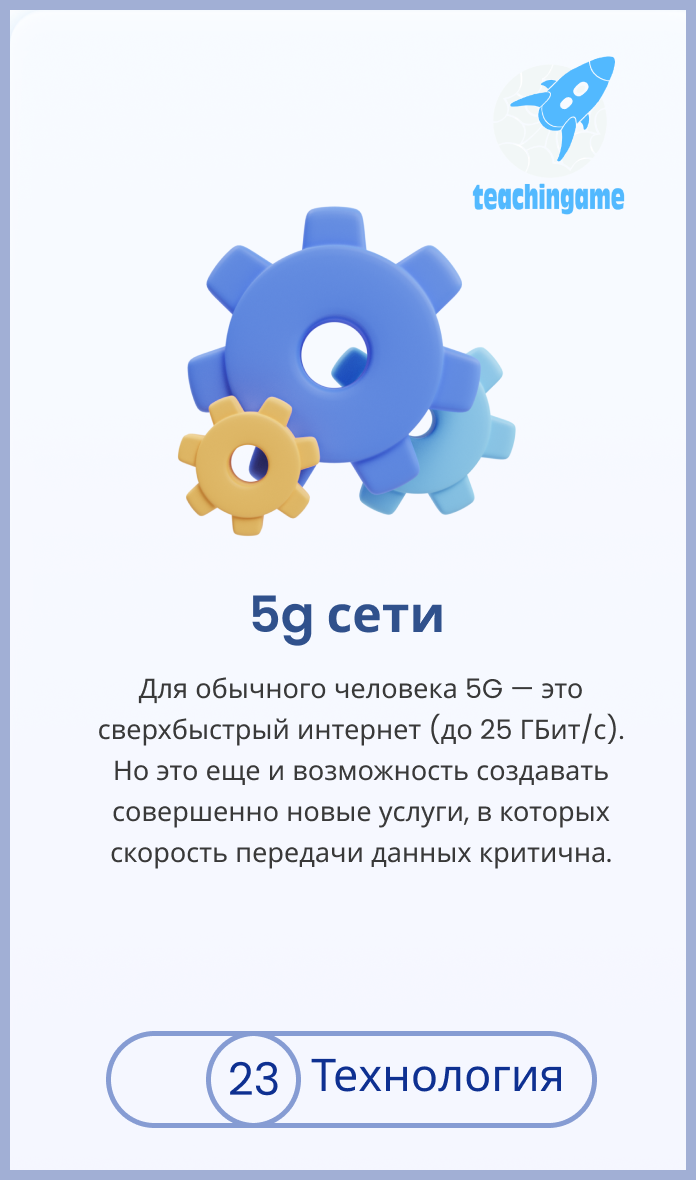 teachingame
5g сети
Для обычного человека 5G — это
сверхбыстрый интернет (до 25 ГБит/с).
Но это еще и возможность создавать
совершенно новые услуги, в которых
скорость передачи данных критична.
23 Технология